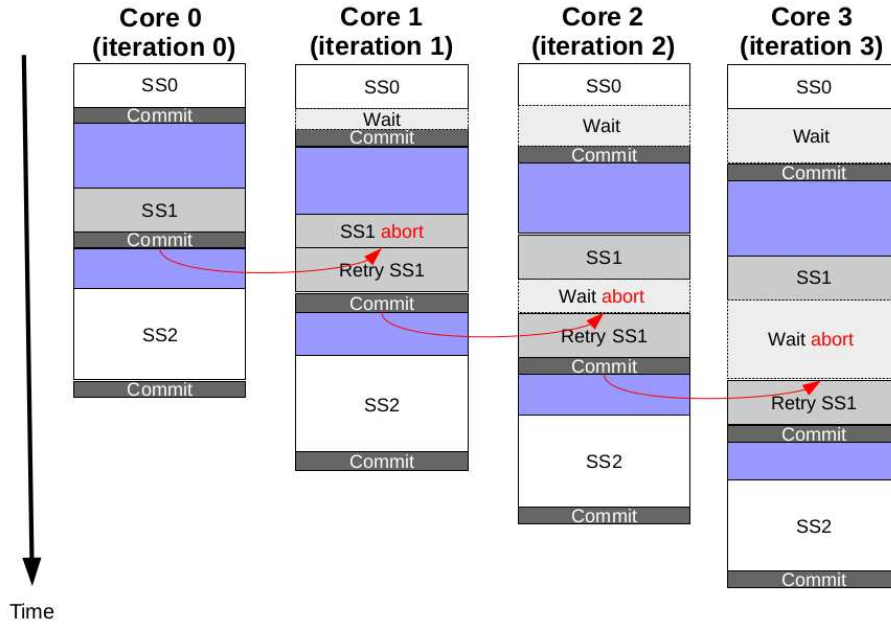 Core 0
(iteration 0)
Core 1
(iteration 1)
Core 2
(iteration 2)
Core 3
(iteration 3)
SS0
Commit
SS1
Commit
SS2
Commit
SS0
Wait
Commit
SS1 abort
Retry SS1
Commit
SS2
Commit
SS0
Wait
Commit
SS1
Wait abort
Retry SS1
Commit
SS2
Commit
SS0
Wait
Commit
SS1
Wait abort
Retry SS1
Commit
SS2
Commit
Time